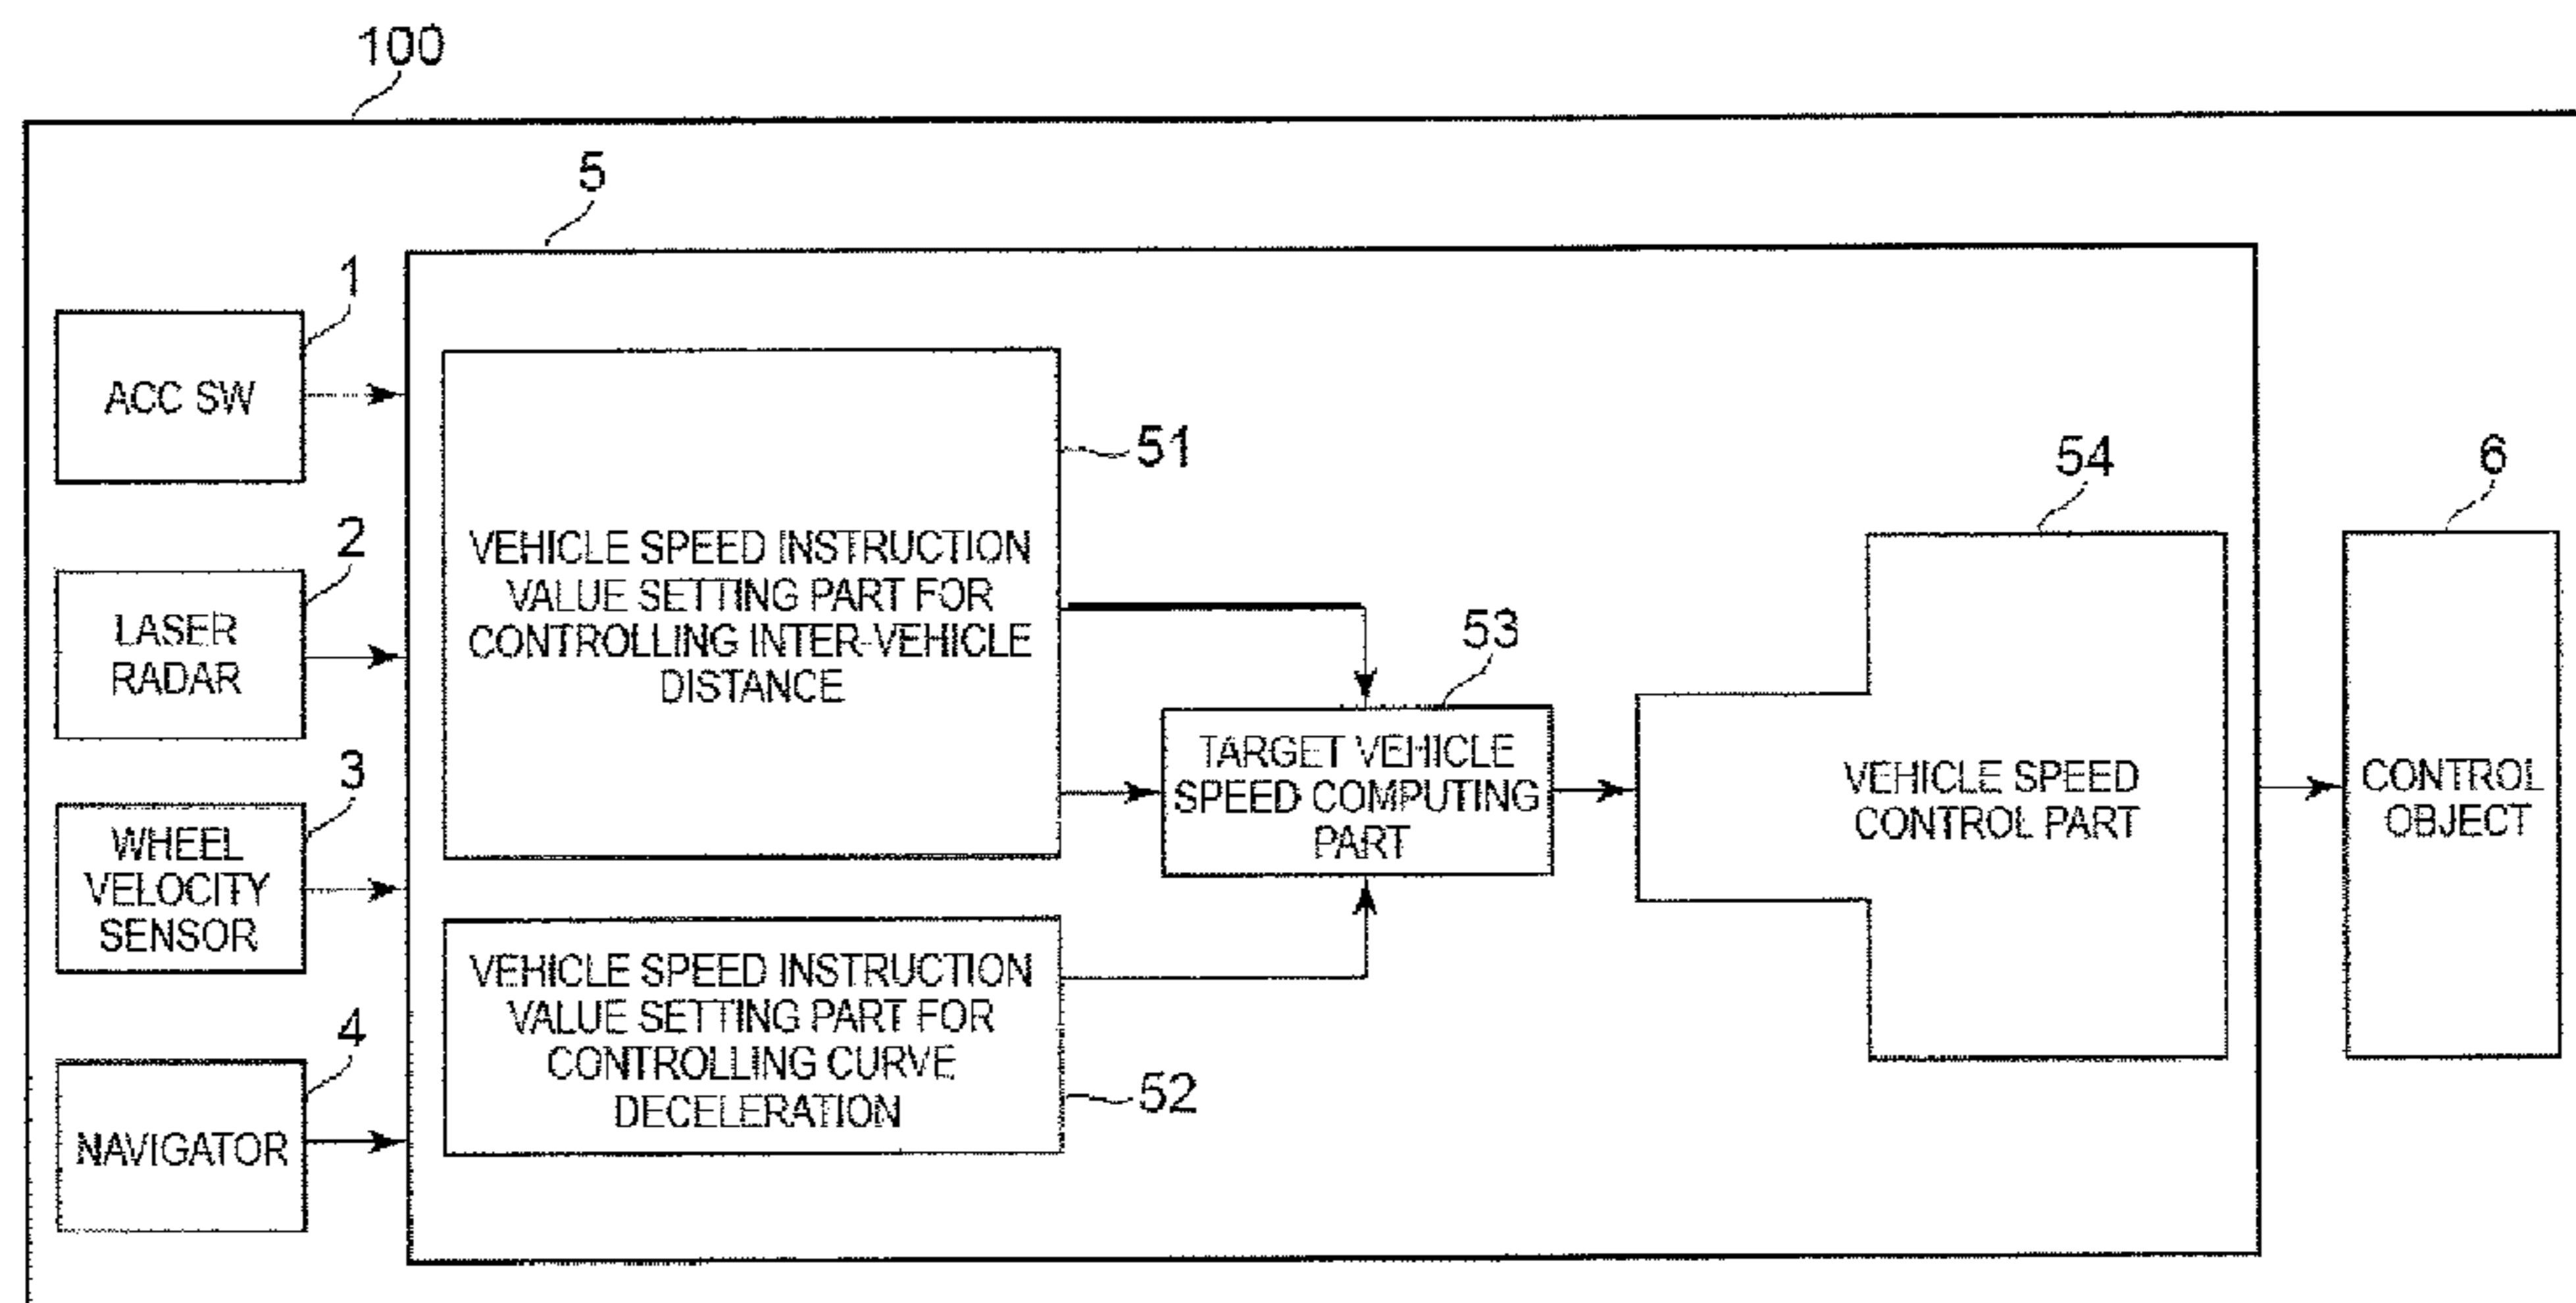 100
5
1
ACC SW
2
LASER
RADAR
3
WHEEL
VELOCITY
SENSOR
4
NAVIGATOR
51
VEHICLE SPEED INSTRUCTION
VALUE SETTING PART FOR
CONTROLLING INTER-VEHICLE
DISTANCE
52
VEHICLE SPEED INSTRUCTION
VALUE SETTING PART FOR
CONTROLLING CURVE
DECELERATION
53
TARGET VEHICLE
SPEED COMPUTING
PART
54
VEHICLE SPEED
CONTROL PART
6
CONTROL
OBJECT